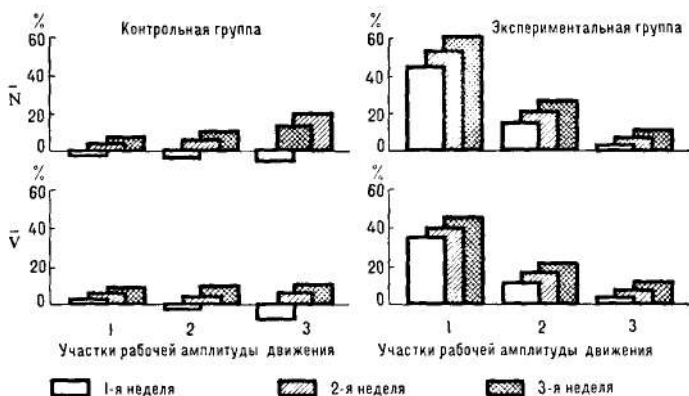 Контрольная группа
Экспериментальная группа
%
60
40
20
0
N̄
%
60
40
20
0
%
60
40
20
0
V̄
%
60
40
20
0
1 2 3
1 2 3
Участки рабочей амплитуды движения
Участки рабочей амплитуды движения
1-я неделя
2-я неделя
3-я неделя